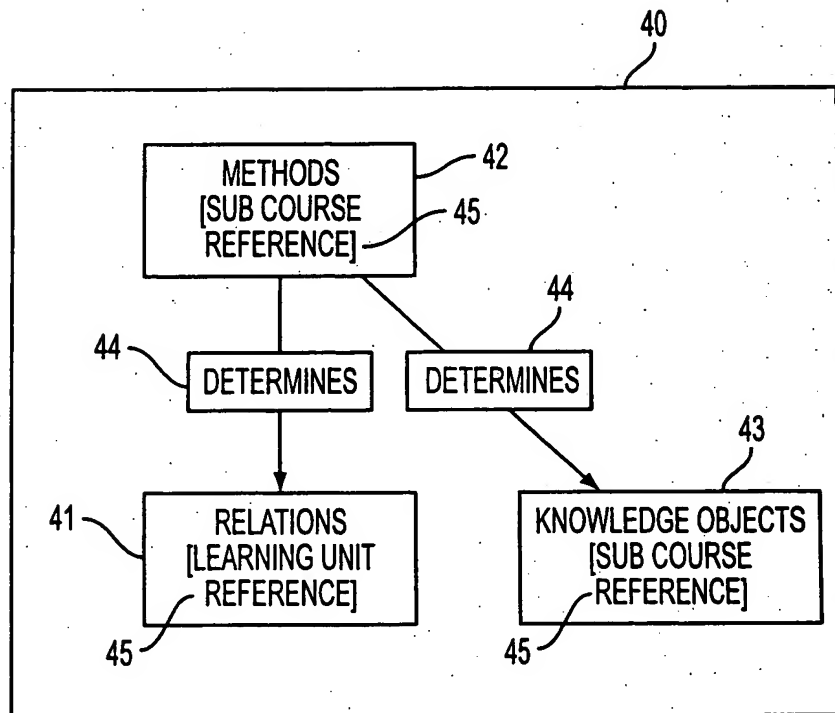 40
METHODS
[SUB COURSE
REFERENCE]
42
45
44
DETERMINES
44
DETERMINES
41
RELATIONS
[LEARNING UNIT
REFERENCE]
45
43
KNOWLEDGE OBJECTS
[SUB COURSE
REFERENCE]
45